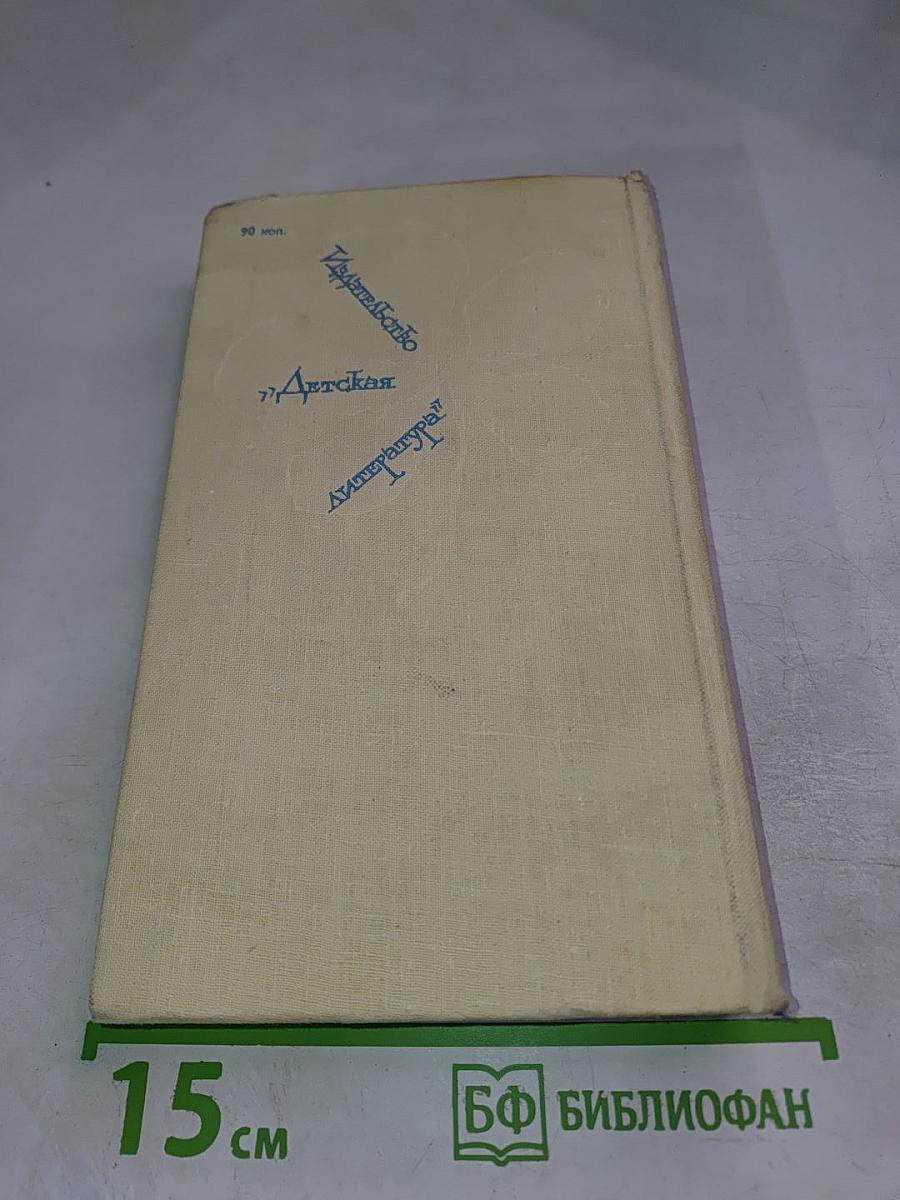 90 коп.
Издательство
„Детская
литература"
15 см
БФ БИБЛИОФАН